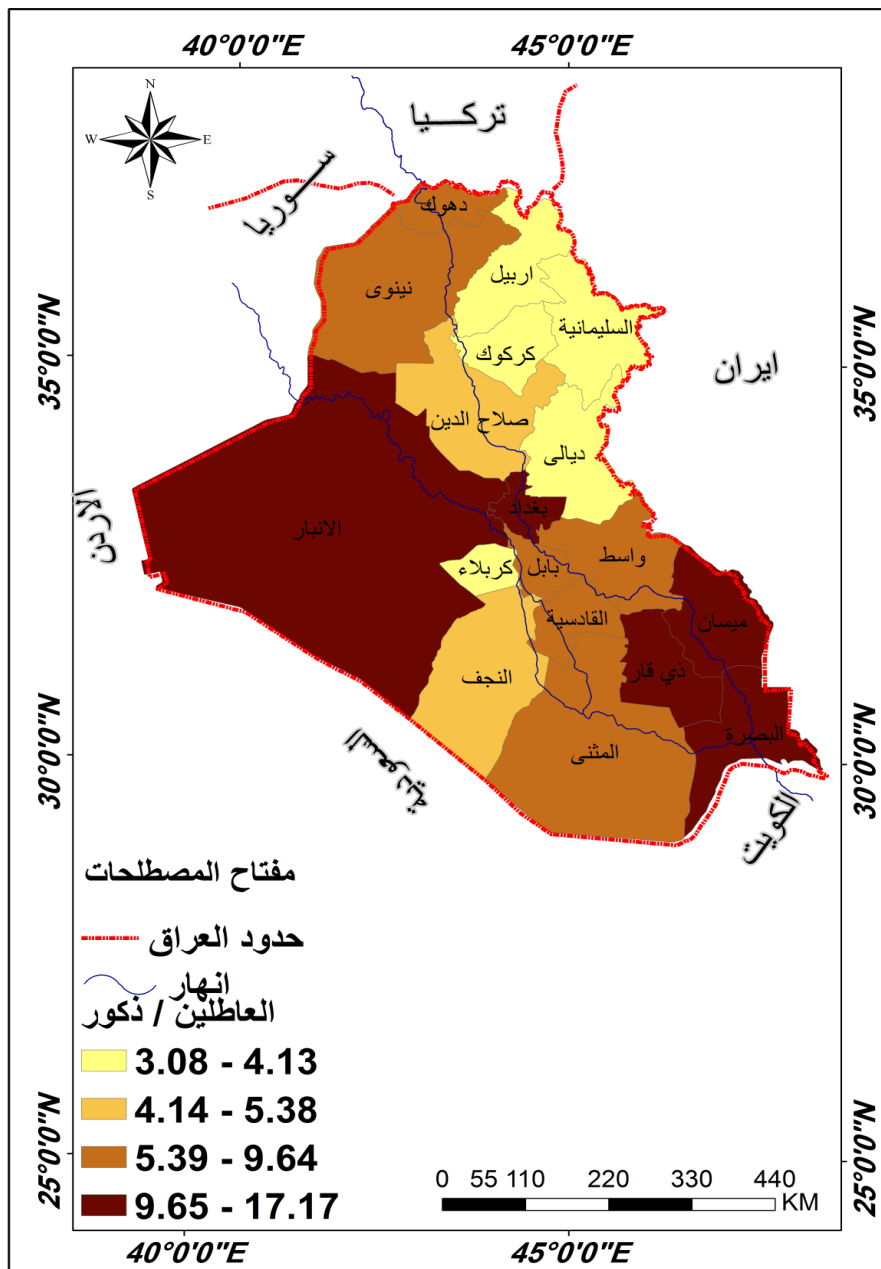 40°0'0"E
45°0'0"E
N
W
E
S
تركـــــيا
ســـوريا
دهوك
اربيل
نينوى
السليمانية
كركوك
35°0'0"N
35°0'0"N
ايران
صلاح الدين
ديالى
الاردن
بغداد
الانبار
واسط
بابل
كربلاء
القادسية
ميسان
ذي قار
النجف
البصرة
المثنى
30°0'0"N
30°0'0"N
السعودية
الكويت
مفتاح المصطلحات
حدود العراق
انهار
العاطلين / ذكور
3.08 - 4.13
4.14 - 5.38
5.39 - 9.64
9.65 - 17.17
0 55 110 220 330 440
KM
25°0'0"N
25°0'0"N
40°0'0"E
45°0'0"E